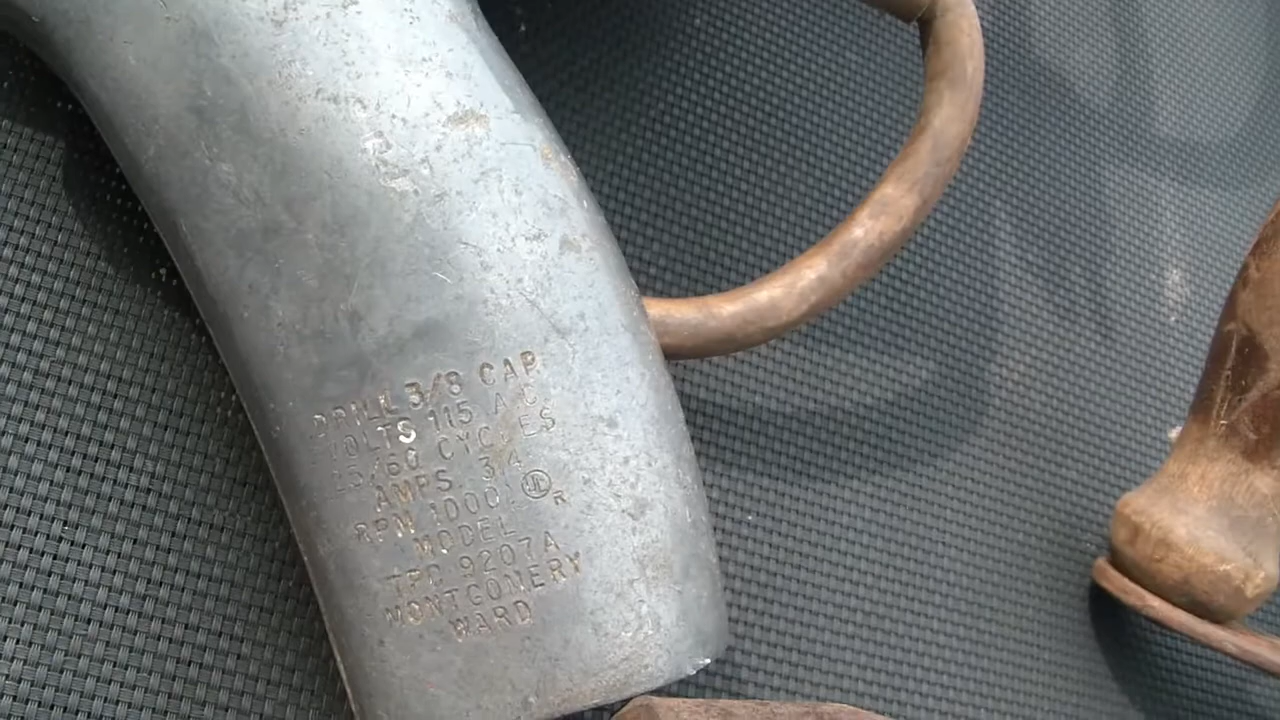 DRILL 3/8 CAP
VOLTS 115 A C
25/60 CYCLES
AMPS 3.4
RPM 1000 UL R
MODEL
TPC 9207A
MONTGOMERY
WARD